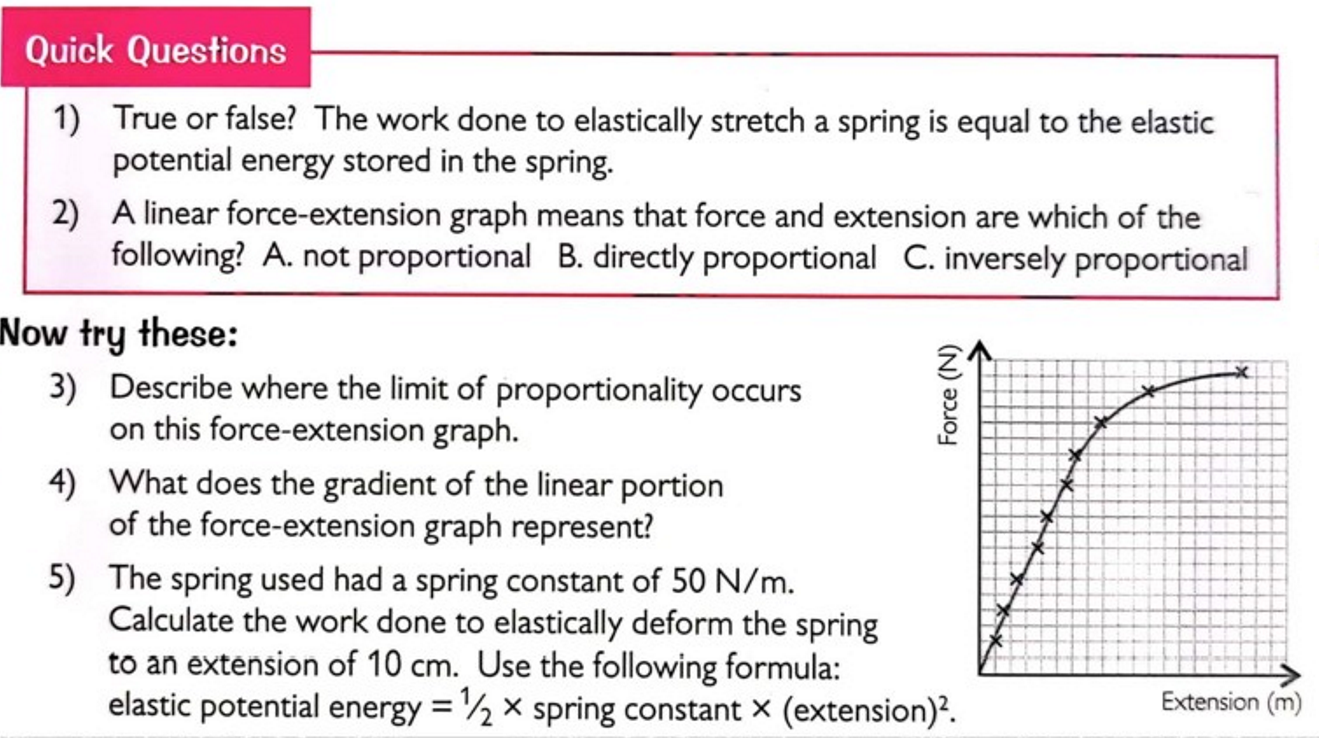 Quick Questions
1) True or false? The work done to elastically stretch a spring is equal to the elastic
potential energy stored in the spring.
2) A linear force-extension graph means that force and extension are which of the
following? A. not proportional B. directly proportional C. inversely proportional
Now try these:
3) Describe where the limit of proportionality occurs
on this force-extension graph.
4) What does the gradient of the linear portion
of the force-extension graph represent?
5) The spring used had a spring constant of 50 N/m.
Calculate the work done to elastically deform the spring
to an extension of 10 cm. Use the following formula:
elastic potential energy = ½ × spring constant × (extension)².
Force (N)
Extension (m)